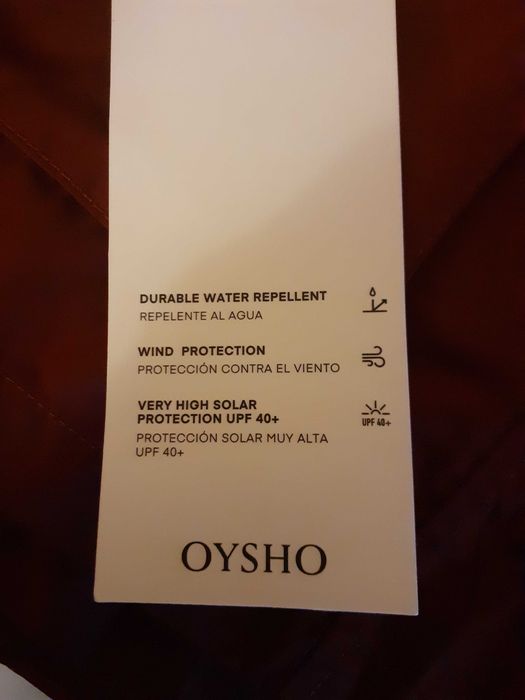 DURABLE WATER REPELLENT
REPELENTE AL AGUA
WIND PROTECTION
PROTECCIÓN CONTRA EL VIENTO
VERY HIGH SOLAR
PROTECTION UPF 40+
UPF 40+
PROTECCIÓN SOLAR MUY ALTA
UPF 40+
OYSHO